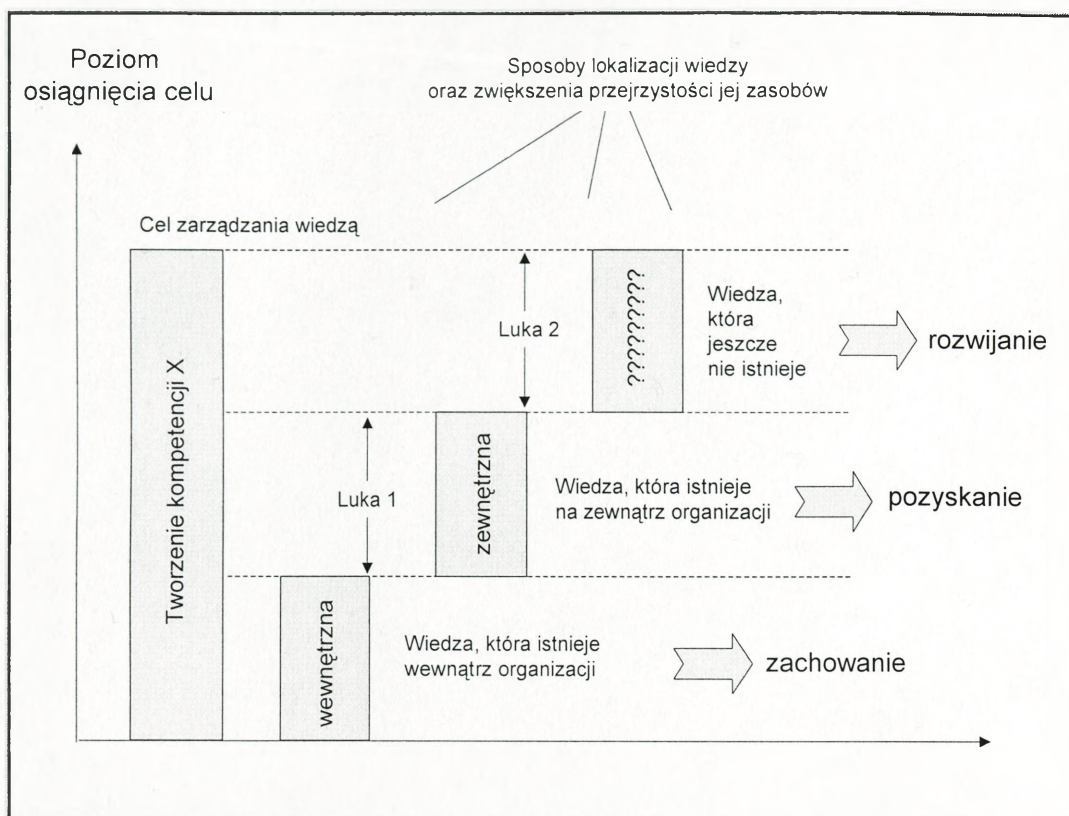 Poziom
osiągnięcia celu
Sposoby lokalizacji wiedzy
oraz zwiększenia przejrzystości jej zasobów
Cel zarządzania wiedzą
Tworzenie kompetencji X
Luka 2
?????????
Wiedza,
która
jeszcze
nie istnieje
rozwijanie
Luka 1
zewnętrzna
Wiedza, która istnieje
na zewnątrz organizacji
pozyskanie
wewnętrzna
Wiedza, która istnieje
wewnątrz organizacji
zachowanie